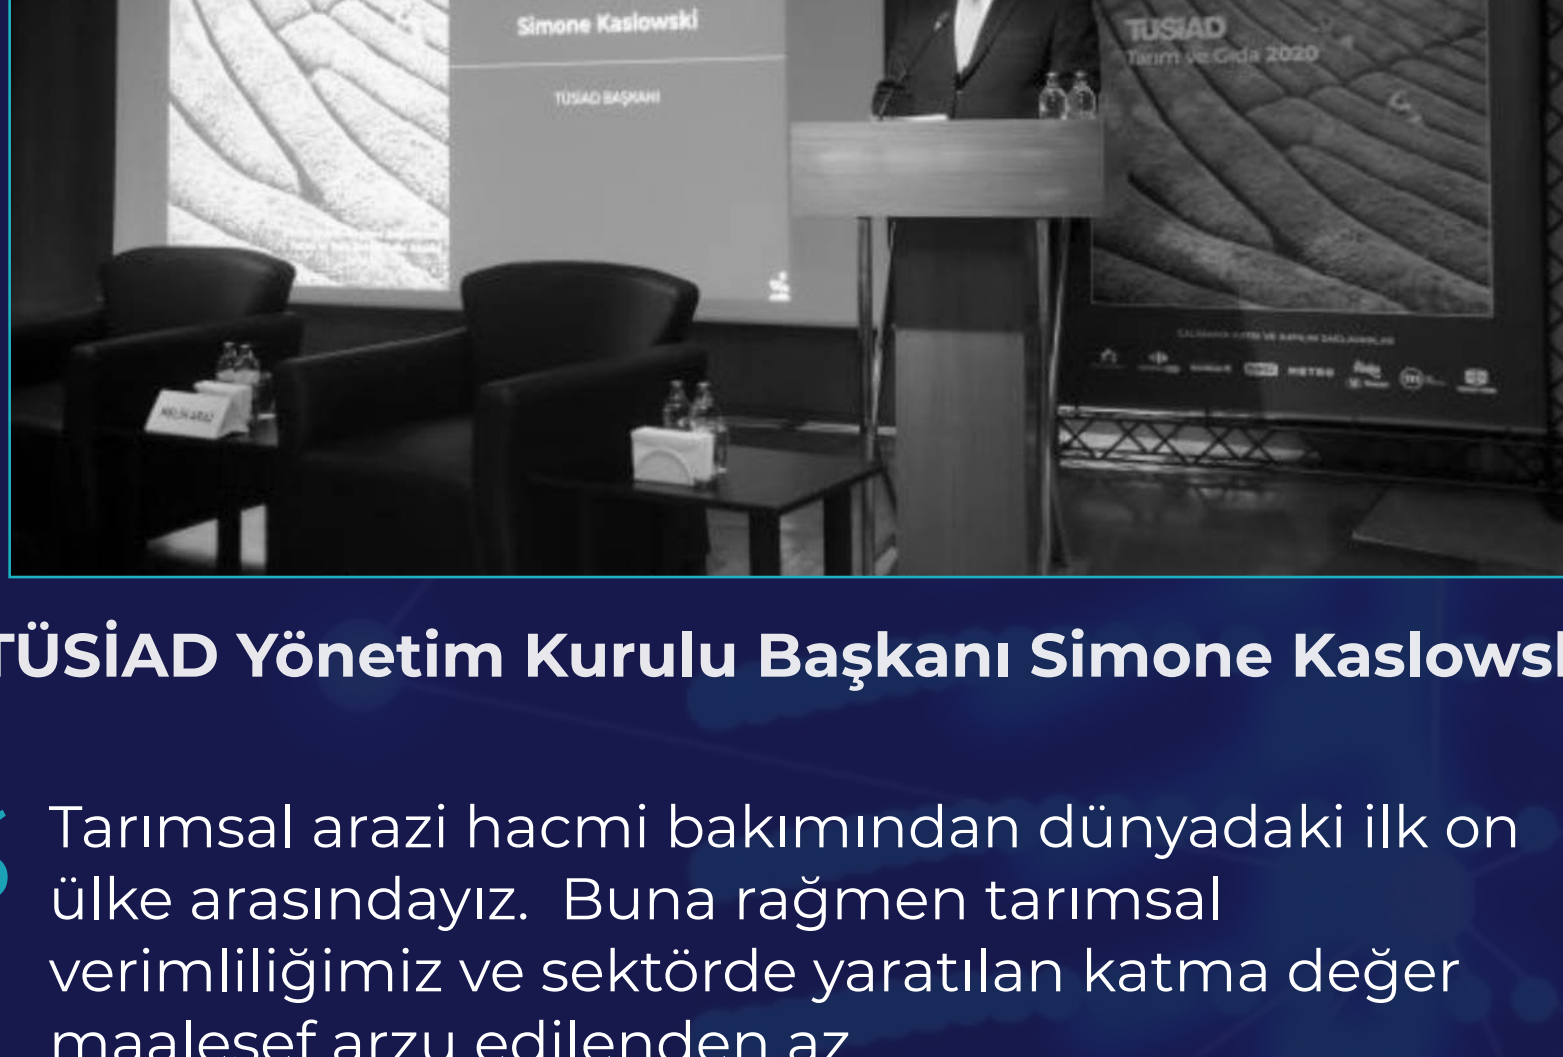 Simone Kaslowski
TÜSİAD BAŞKANI
TÜSİAD
Tarım ve Gıda 2020
METRO
TÜSİAD Yönetim Kurulu Başkanı Simone Kaslowsk
Tarımsal arazi hacmi bakımından dünyadaki ilk on
ülke arasındayız.  Buna rağmen tarımsal
verimliliğimiz ve sektörde yaratılan katma değer
maalesef arzu edilenden az